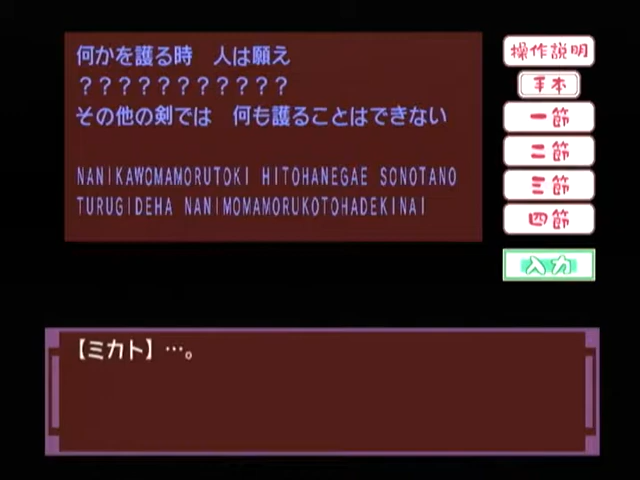 何かを護る時　人は願え
？？？？？？？？？？？
その他の剣では　何も護ることはできない
NANIKAWOMAMORUTOKI HITOHANEGAE SONOTANO
TURUGIDEHA NANIMOMAMORUKOTOHADEKINAI
操作説明
手本
一節
二節
三節
四節
入力
【ミカト】…。